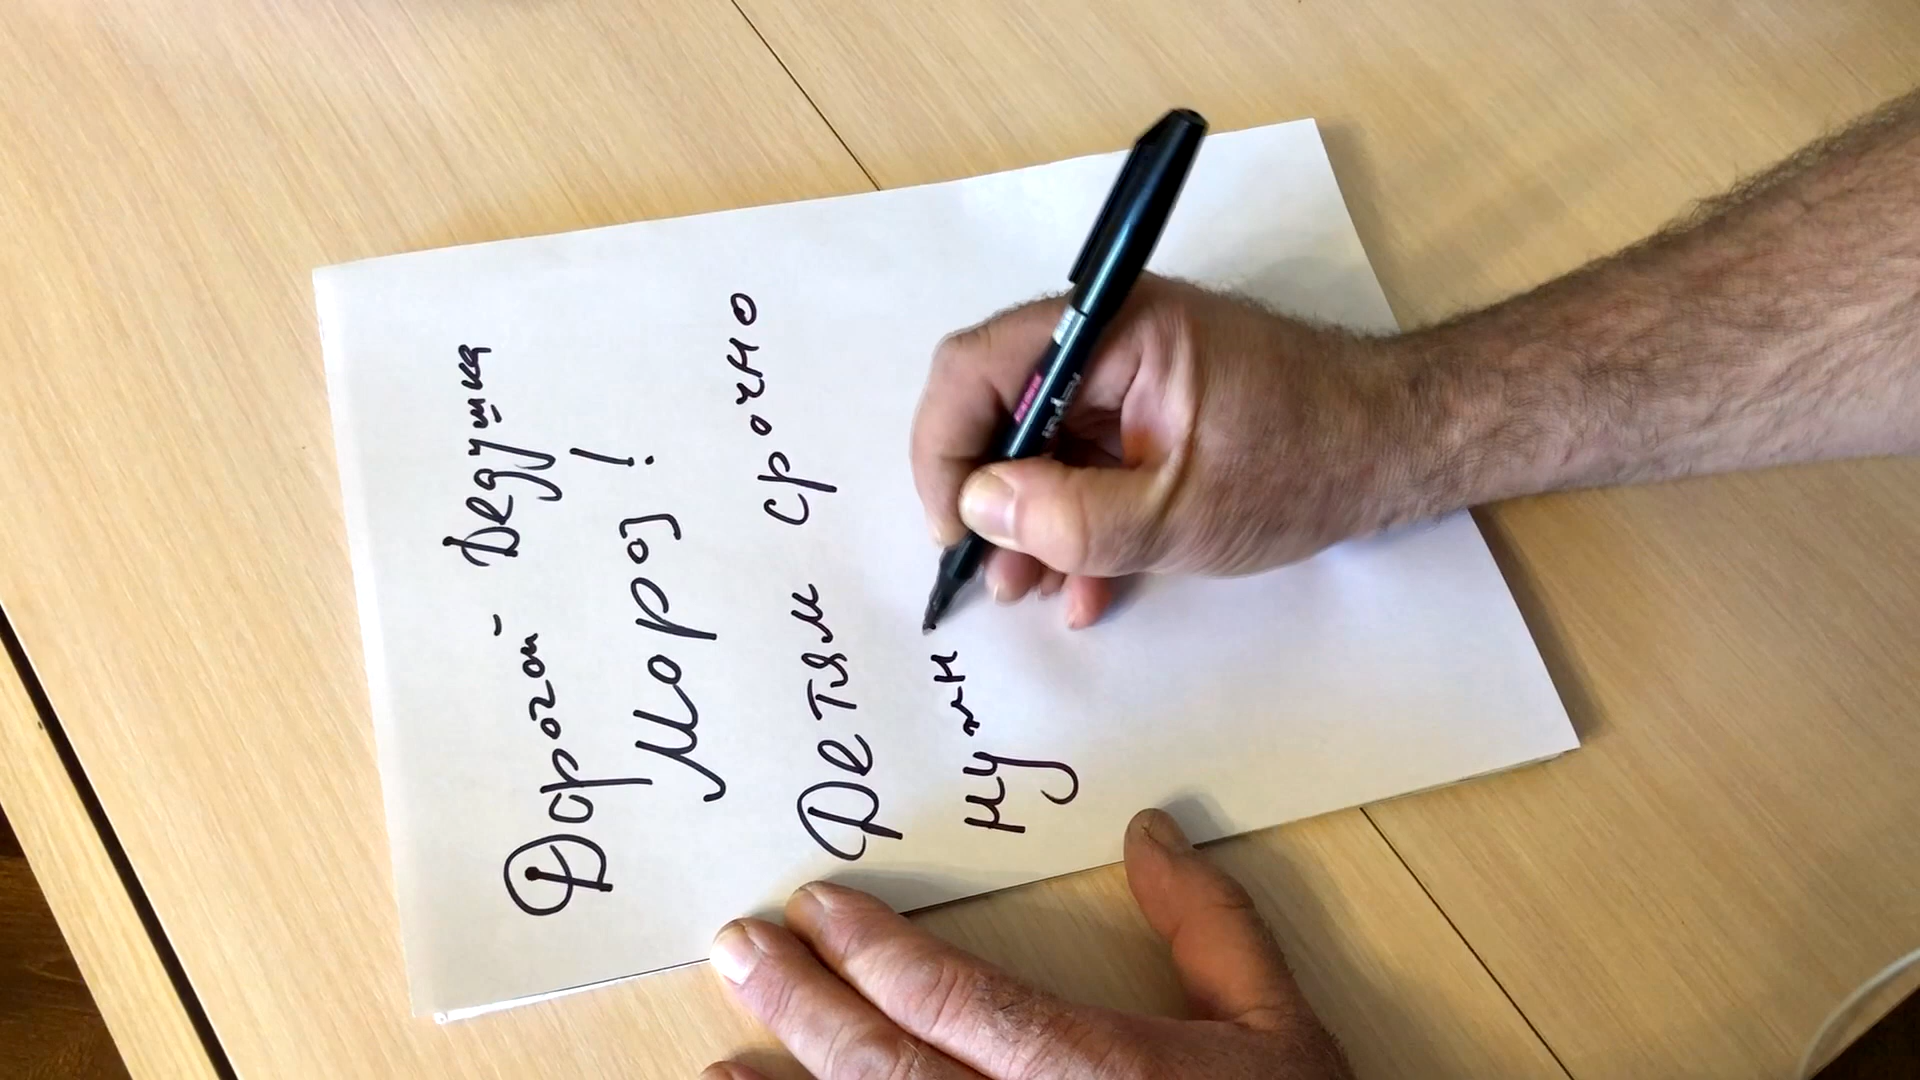 Дорогой Дедушка
Мороз!
Детям срочно
нужн